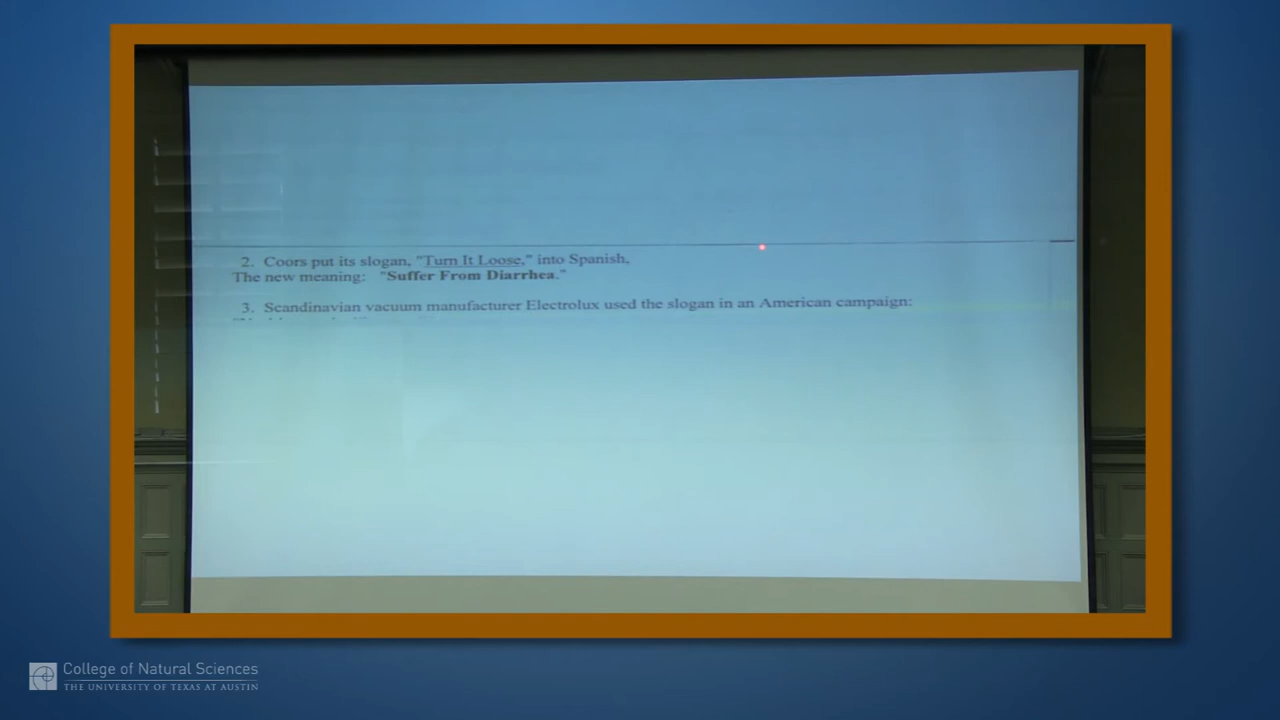 2. Coors put its slogan, "Turn It Loose," into Spanish,
The new meaning: "Suffer From Diarrhea."
3. Scandinavian vacuum manufacturer Electrolux used the slogan in an American campaign:
College of Natural Sciences
THE UNIVERSITY OF TEXAS AT AUSTIN